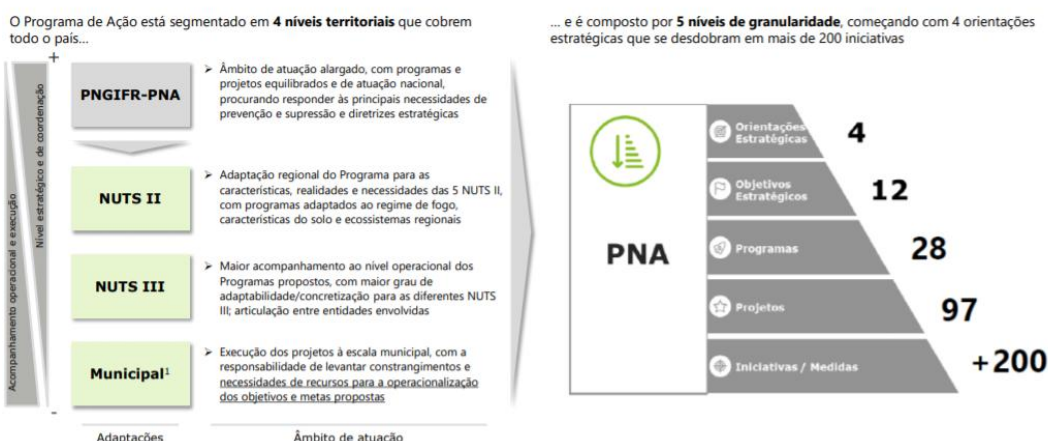 O Programa de Ação está segmentado em 4 níveis territoriais que cobrem
todo o país...
+
Nível estratégico e de coordenação
Acompanhamento operacional e execução
-
PNGIFR-PNA
➢ Âmbito de atuação alargado, com programas e
projetos equilibrados e de atuação nacional,
procurando responder às principais necessidades de
prevenção e supressão e diretrizes estratégicas
NUTS II
➢ Adaptação regional do Programa para as
características, realidades e necessidades das 5 NUTS II,
com programas adaptados ao regime de fogo,
características do solo e ecossistemas regionais
NUTS III
➢ Maior acompanhamento ao nivel operacional dos
Programas propostos, com maior grau de
adaptabilidade/concretização para as diferentes NUTS
III; articulação entre entidades envolvidas
Municipal¹
➢ Execução dos projetos à escala municipal, com a
responsabilidade de levantar constrangimentos e
necessidades de recursos para a operacionalização
dos objetivos e metas propostas
Adaptações
Âmbito de atuação
... e é composto por 5 níveis de granularidade, começando com 4 orientações
estratégicas que se desdobram em mais de 200 iniciativas
PNA
Orientações
Estratégicas
4
Objetivos
Estratégicos
12
Programas
28
Projetos
97
Iniciativas / Medidas
+200